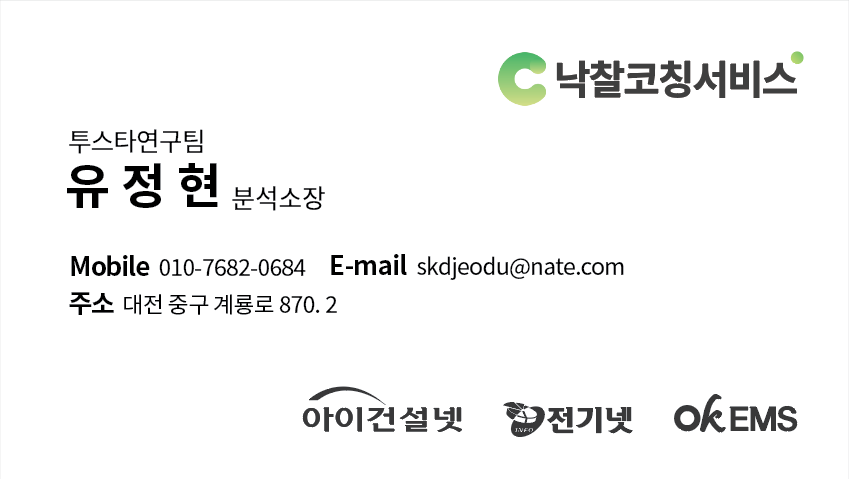 낙찰코칭서비스
투스타연구팀
유정현 분석소장
Mobile 010-7682-0684 E-mail skdjeodu@nate.com
주소 대전 중구 계룡로 870. 2
아이건설넷 INFO 전기넷 ok EMS